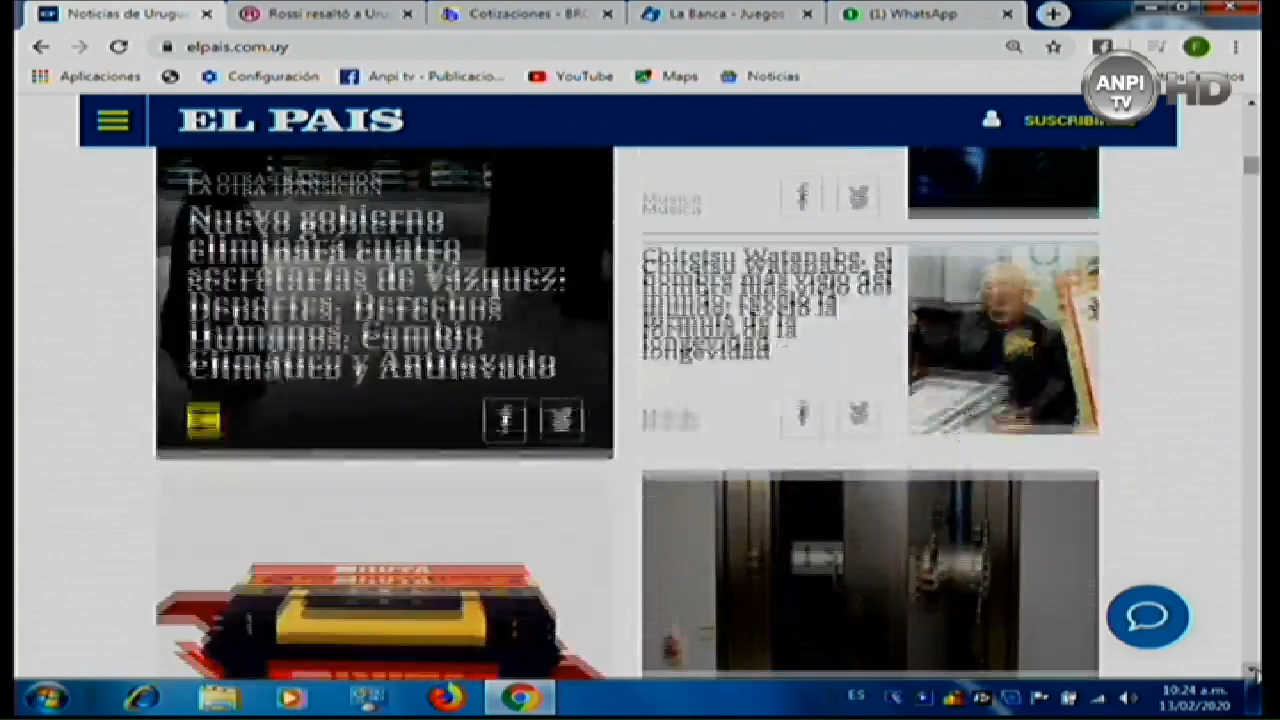 Noticias de Urugua
Rossi resaltó a Uru
Cotizaciones - BRO
La Banca - Juegos
(1) WhatsApp
elpais.com.uy
Aplicaciones
Configuración
Anpi tv - Publicacio...
YouTube
Maps
Noticias
ANPI
TV
HD
EL PAIS
LA OTRA TRANSICIÓN
Nuevo gobierno
eliminará cuatro
secretarías de Vázquez:
Deportes, Derechos
Humanos, Cambio
Climático y Antilavado
Música
Chitetsu Watanabe, el
hombre más viejo del
mundo, reveló la
fórmula de la
longevidad
ES
10:24 a.m.
13/02/2020